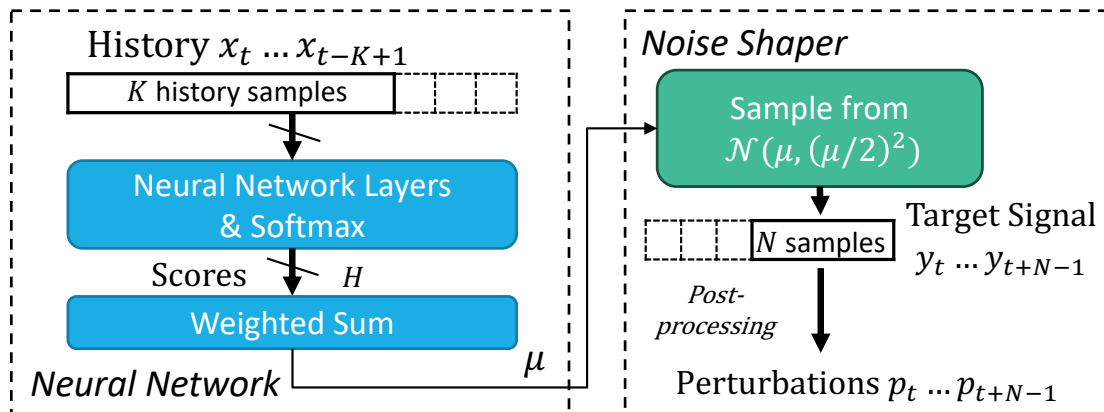 History x_t … x_{t−K+1}
K history samples
Neural Network Layers
& Softmax
Scores H
Weighted Sum
Neural Network
μ
Noise Shaper
Sample from
𝒩(μ, (μ/2)²)
N samples
Target Signal
y_t … y_{t+N−1}
Post-
processing
Perturbations p_t … p_{t+N−1}